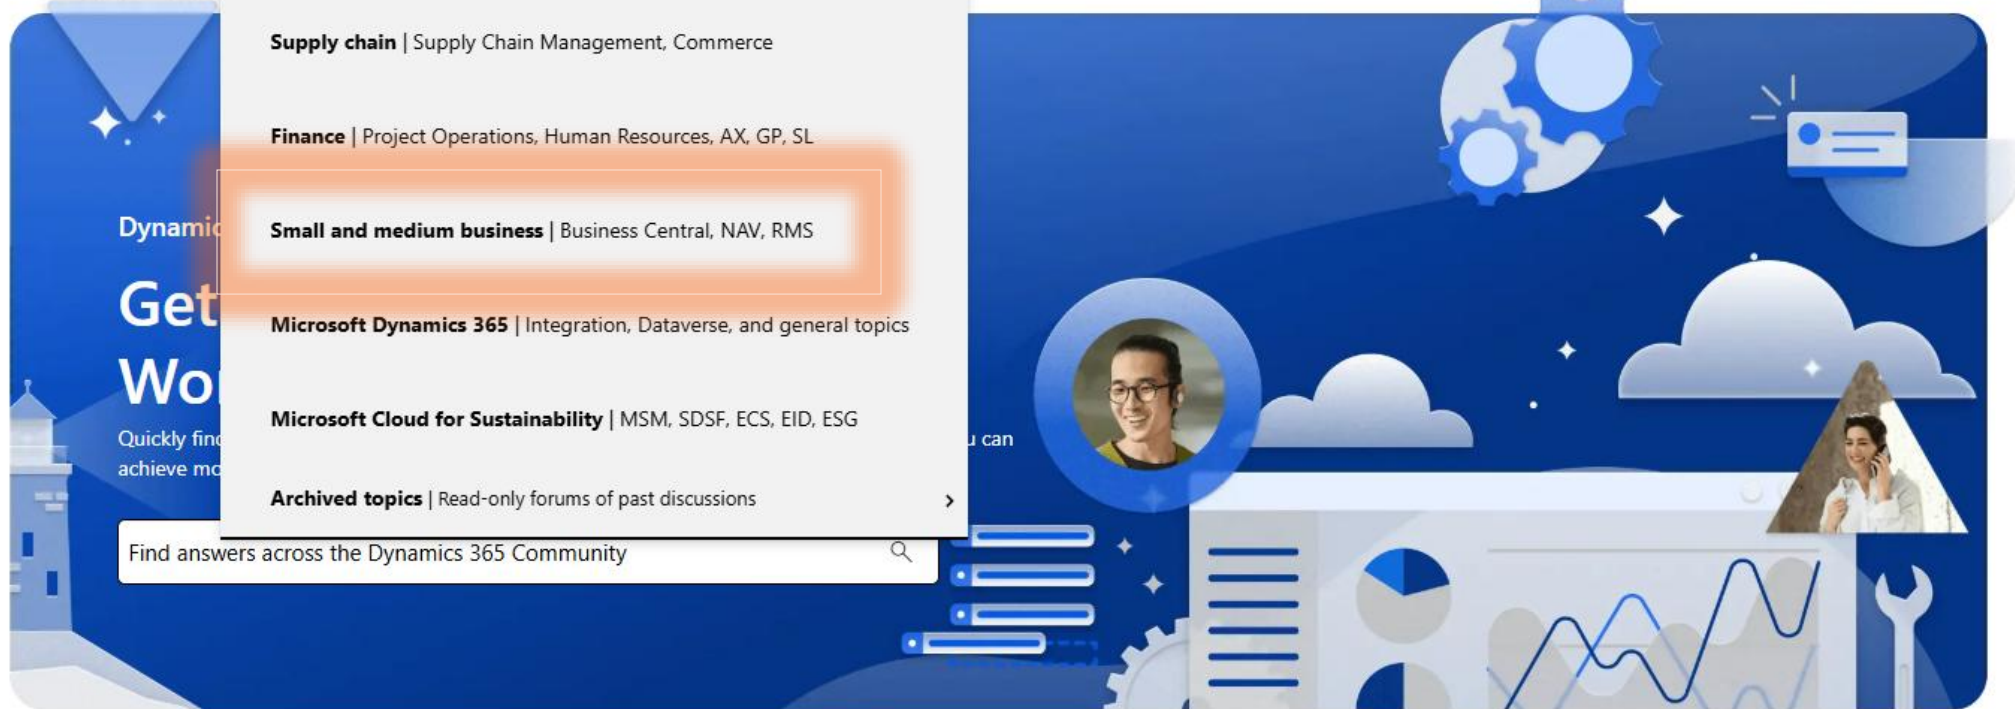 Supply chain | Supply Chain Management, Commerce
Finance | Project Operations, Human Resources, AX, GP, SL
Small and medium business | Business Central, NAV, RMS
Microsoft Dynamics 365 | Integration, Dataverse, and general topics
Microsoft Cloud for Sustainability | MSM, SDSF, ECS, EID, ESG
Archived topics | Read-only forums of past discussions
Dynamic
Get
Wo
Quickly find
can
achieve mo
Find answers across the Dynamics 365 Community